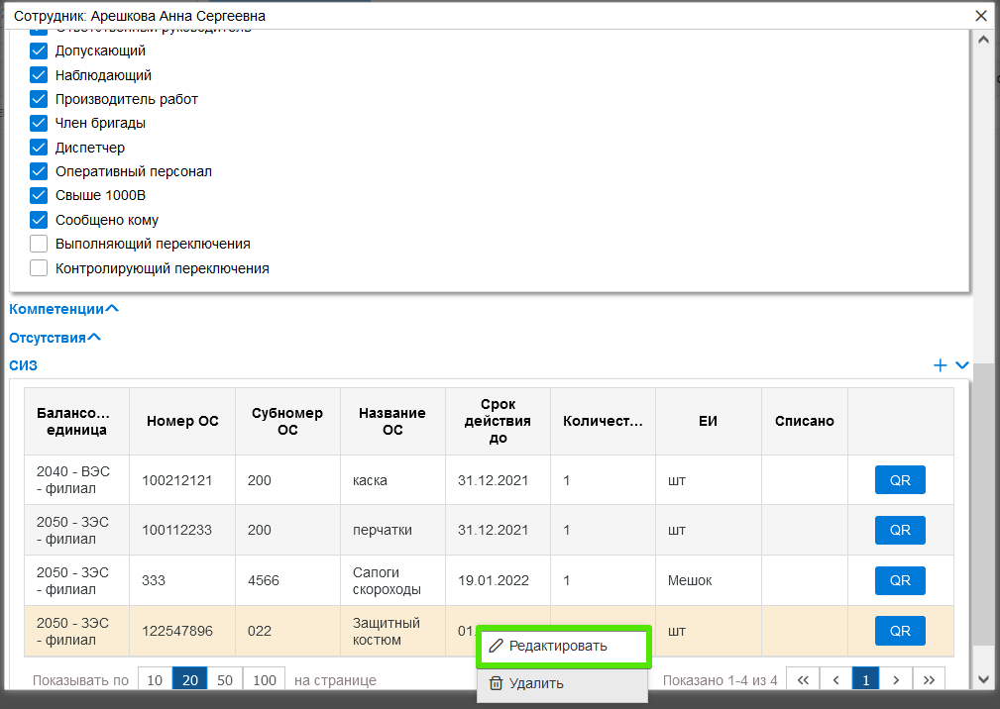 Сотрудник: Арешкова Анна Сергеевна
Ответственный руководитель
Допускающий
Наблюдающий
Производитель работ
Член бригады
Диспетчер
Оперативный персонал
Свыше 1000В
Сообщено кому
Выполняющий переключения
Контролирующий переключения
Компетенции
Отсутствия
СИЗ
Балансо... единица Номер ОС Субномер ОС Название ОС Срок действия до Количест... ЕИ Списано
2040 - ВЭС - филиал 100212121 200 каска 31.12.2021 1 шт QR
2050 - ЗЭС - филиал 100112233 200 перчатки 31.12.2021 1 шт QR
2050 - ЗЭС - филиал 333 4566 Сапоги скороходы 19.01.2022 1 Мешок QR
2050 - ЗЭС - филиал 122547896 022 Защитный костюм 01. шт QR
Редактировать
Удалить
Показывать по 10 20 50 100 на странице Показано 1-4 из 4 << < 1 > >>